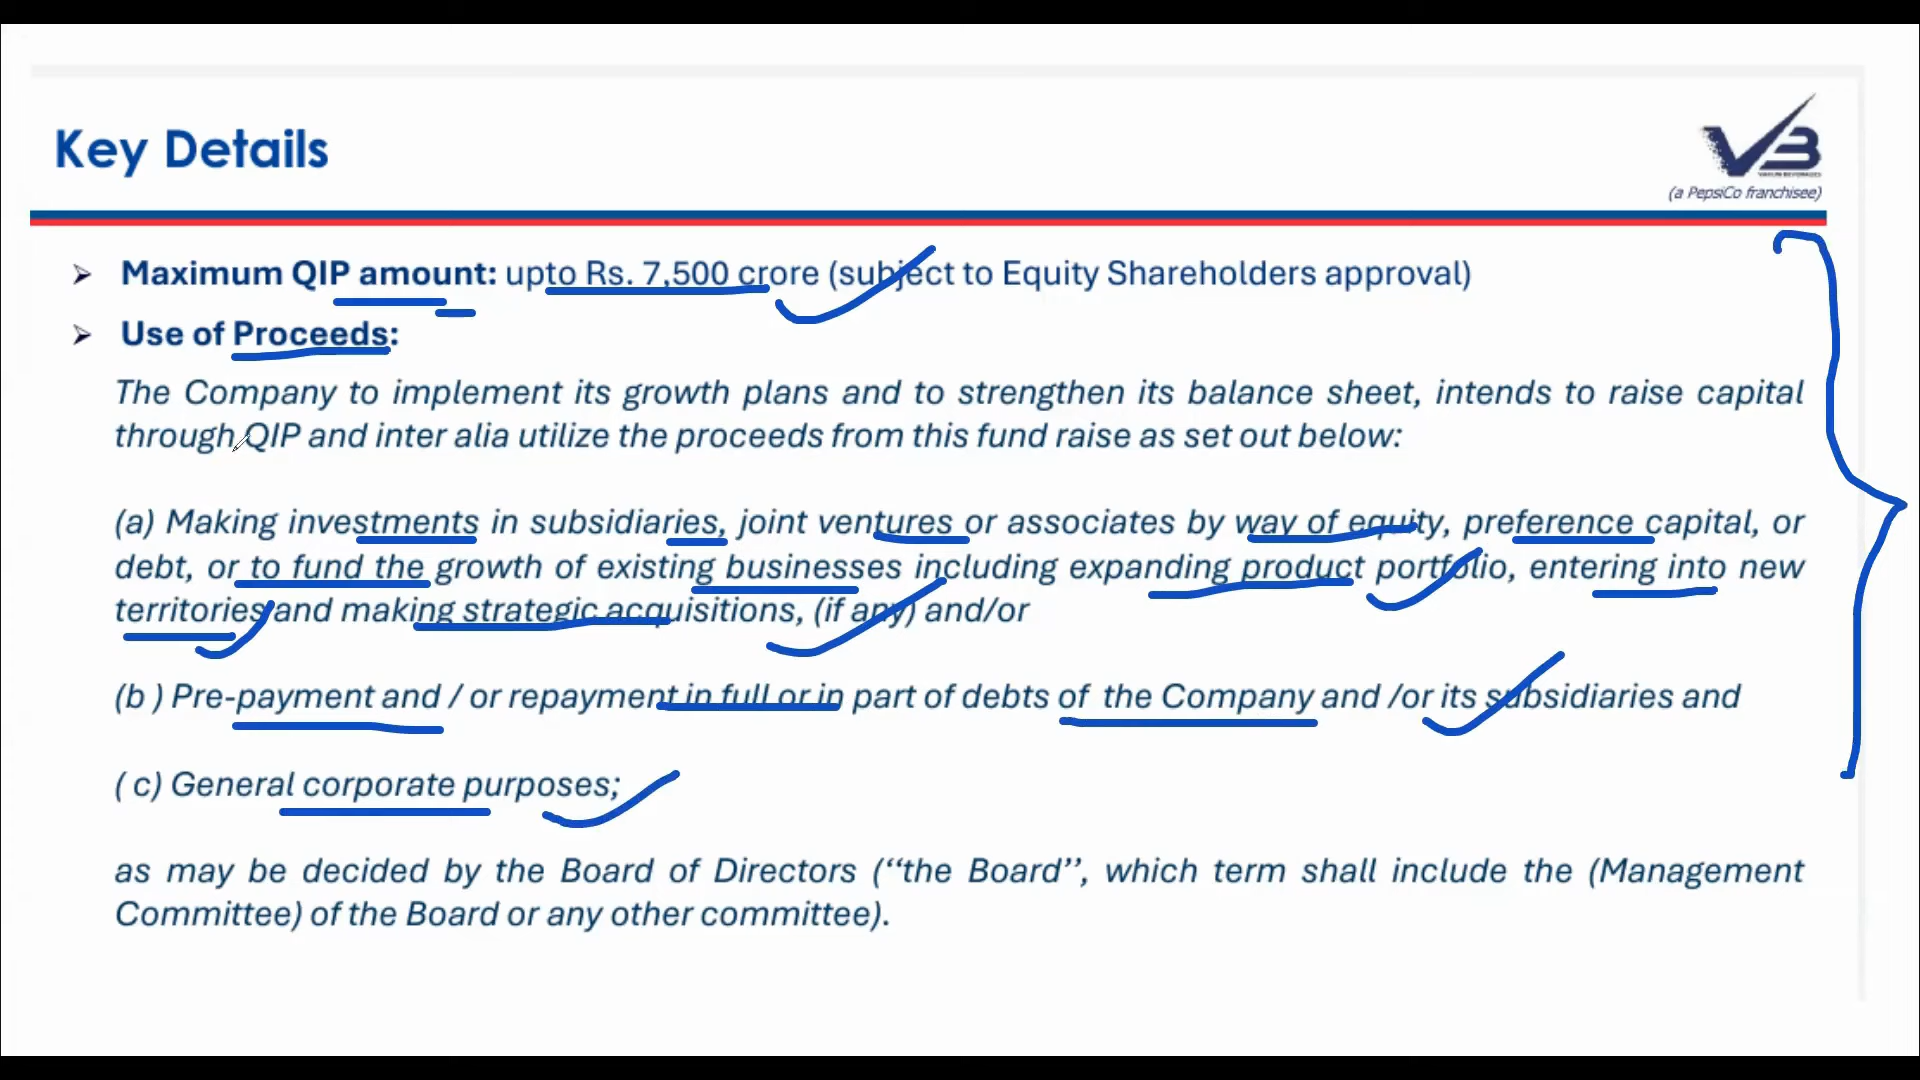 Key Details
VB
VARUN BEVERAGES
(a PepsiCo franchisee)
➢ Maximum QIP amount: upto Rs. 7,500 crore (subject to Equity Shareholders approval)
➢ Use of Proceeds:
The Company to implement its growth plans and to strengthen its balance sheet, intends to raise capital
through QIP and inter alia utilize the proceeds from this fund raise as set out below:
(a) Making investments in subsidiaries, joint ventures or associates by way of equity, preference capital, or
debt, or to fund the growth of existing businesses including expanding product portfolio, entering into new
territories and making strategic acquisitions, (if any) and/or
(b ) Pre-payment and / or repayment in full or in part of debts of the Company and /or its subsidiaries and
( c) General corporate purposes;
as may be decided by the Board of Directors (‘‘the Board’’, which term shall include the (Management
Committee) of the Board or any other committee).